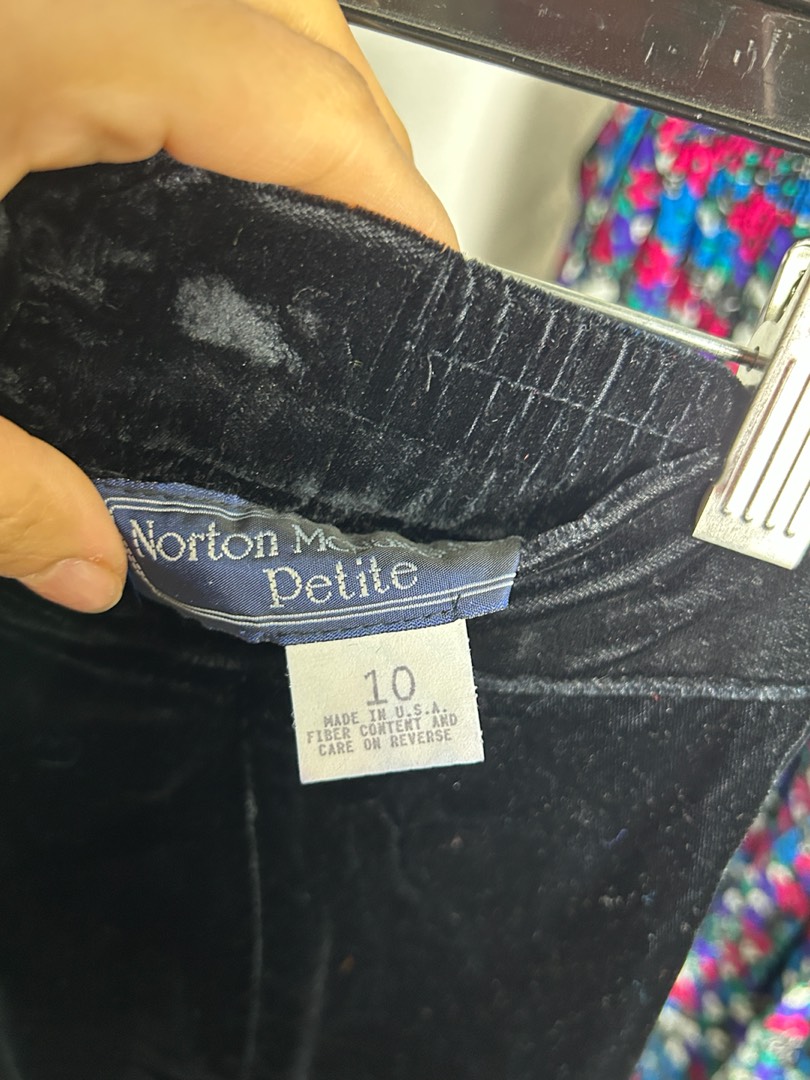 Norton
Petite
10
MADE IN U.S.A.
FIBER CONTENT AND
CARE ON REVERSE